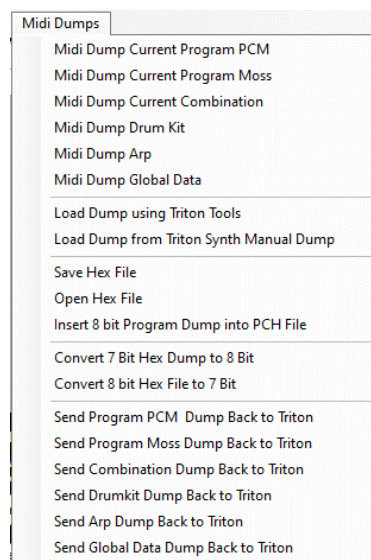 Midi Dumps
Midi Dump Current Program PCM
Midi Dump Current Program Moss
Midi Dump Current Combination
Midi Dump Drum Kit
Midi Dump Arp
Midi Dump Global Data
Load Dump using Triton Tools
Load Dump from Triton Synth Manual Dump
Save Hex File
Open Hex File
Insert 8 bit Program Dump into PCH File
Convert 7 Bit Hex Dump to 8 Bit
Convert 8 bit Hex File to 7 Bit
Send Program PCM  Dump Back to Triton
Send Program Moss Dump Back to Triton
Send Combination Dump Back to Triton
Send Drumkit Dump Back to Triton
Send Arp Dump Back to Triton
Send Global Data Dump Back to Triton